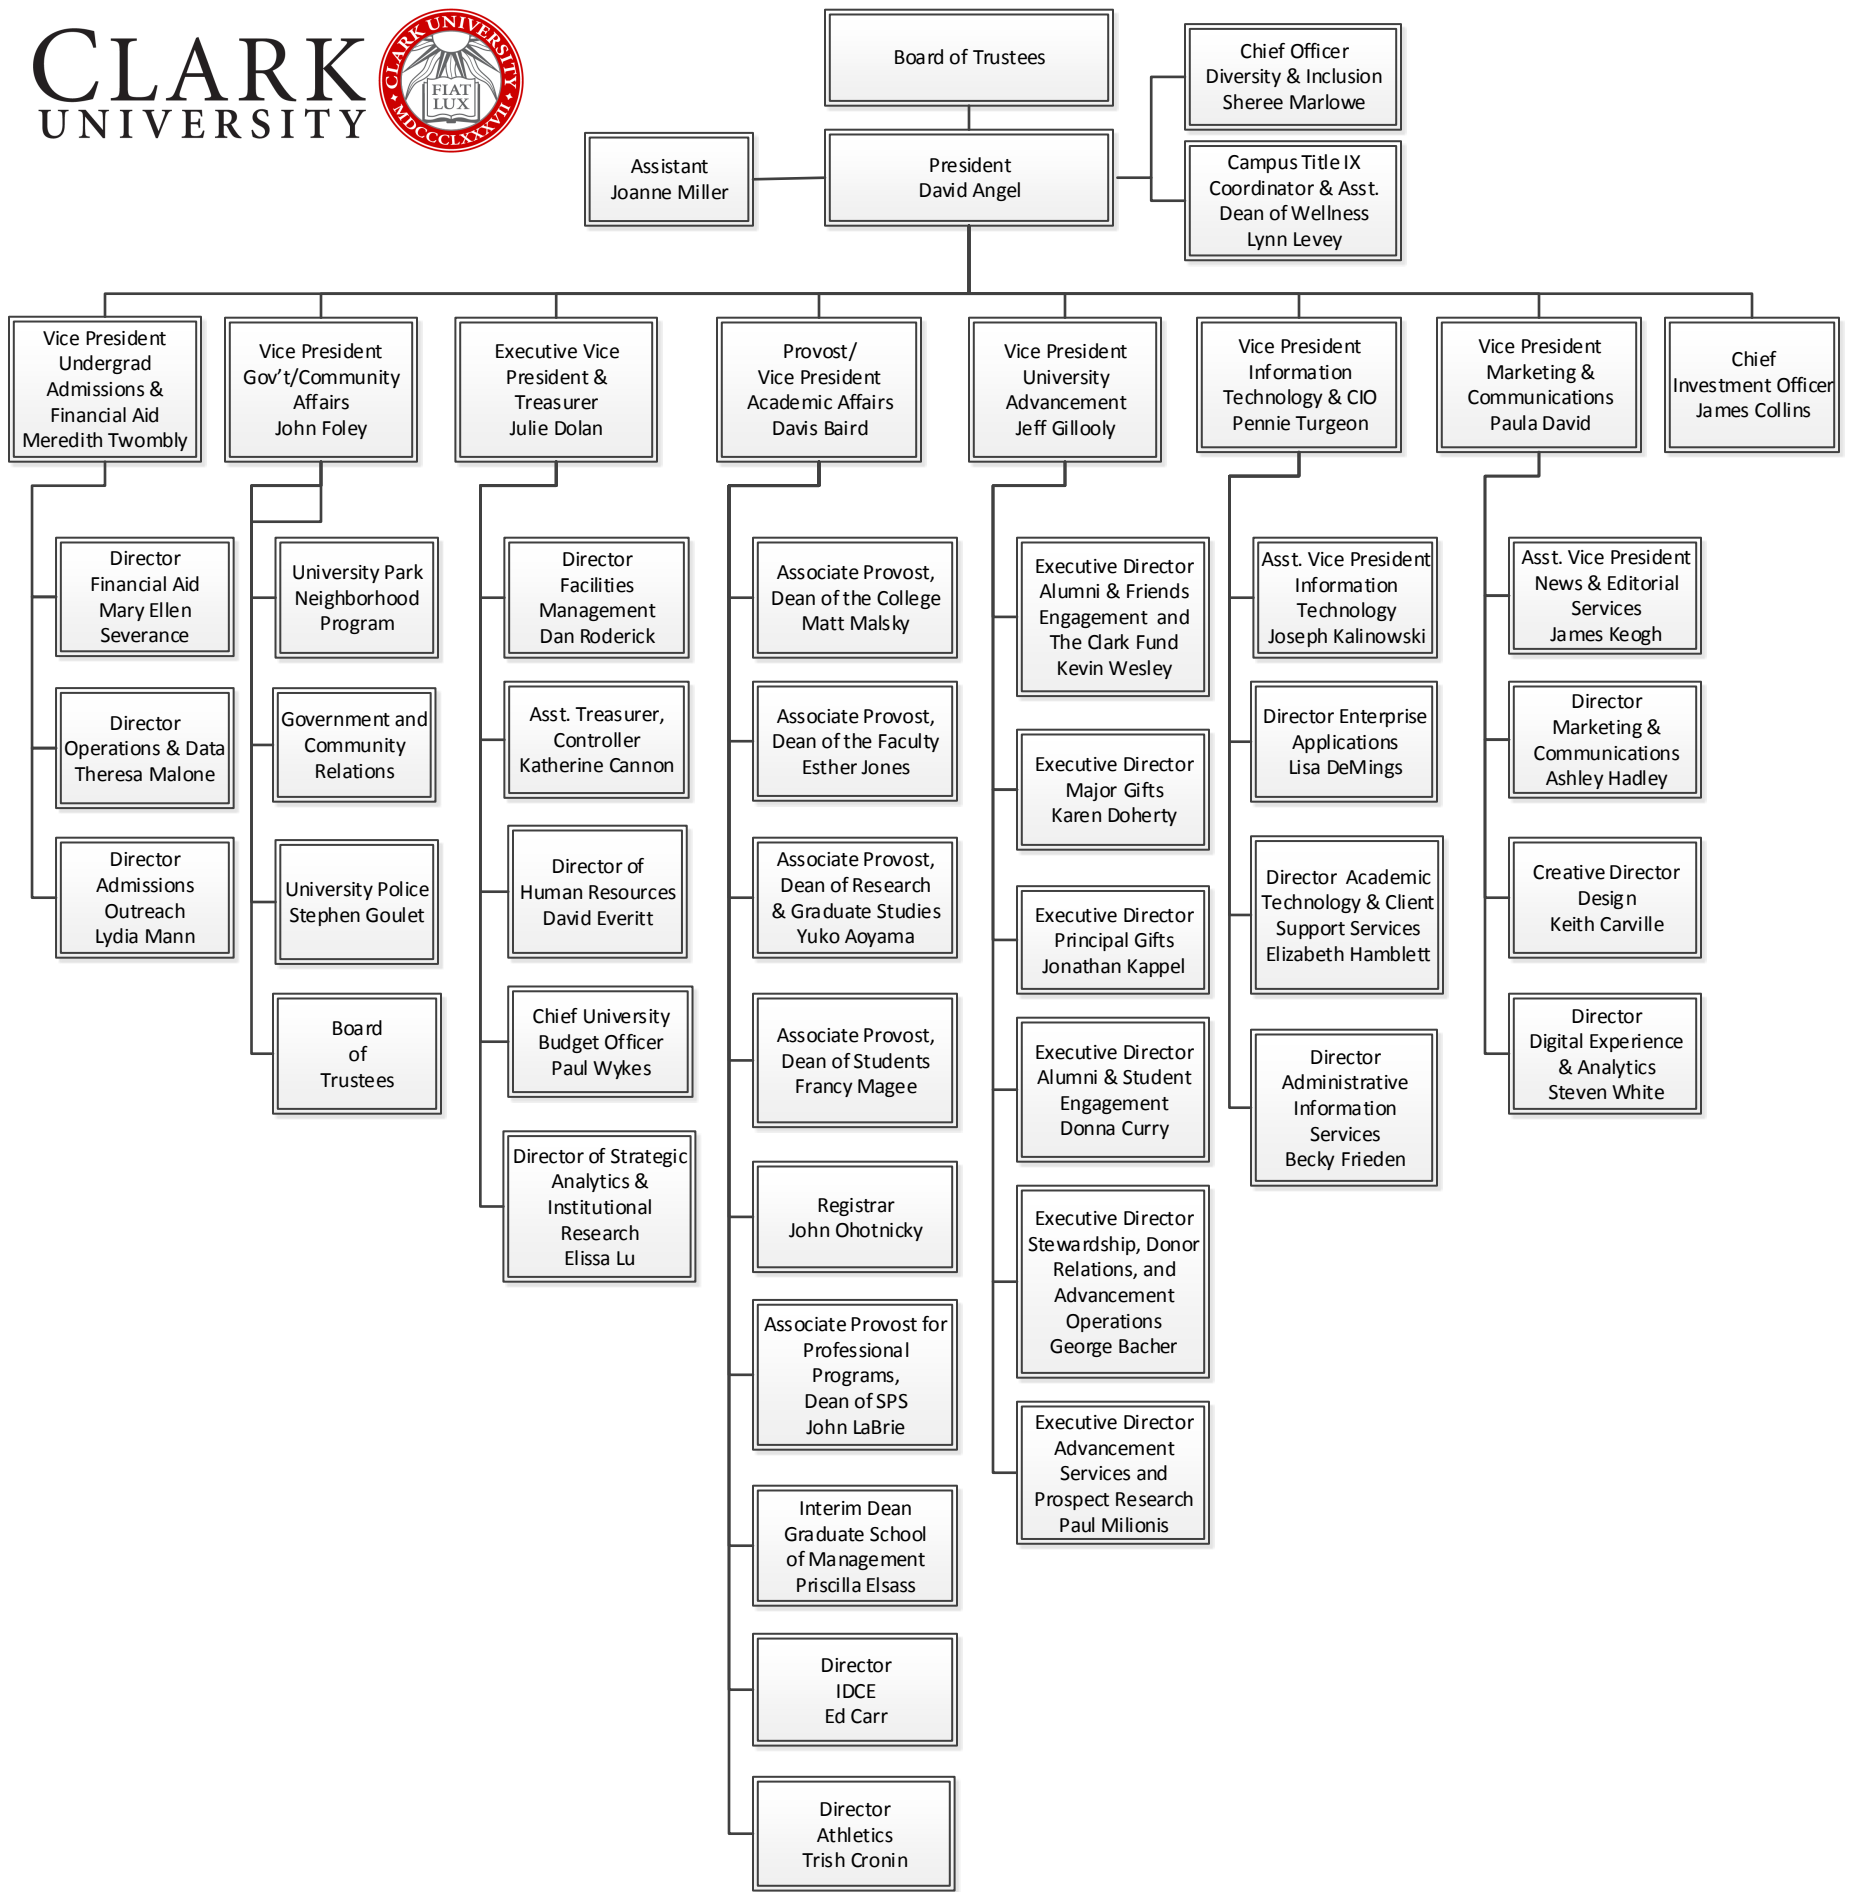 CLARK
UNIVERSITY
CLARK UNIVERSITY
FIAT
LUX
MDCCCLXXXVII
Board of Trustees
Chief Officer
Diversity & Inclusion
Sheree Marlowe
Assistant
Joanne Miller
President
David Angel
Campus Title IX
Coordinator & Asst.
Dean of Wellness
Lynn Levey
Vice President
Undergrad
Admissions &
Financial Aid
Meredith Twombly
Vice President
Gov’t/Community
Affairs
John Foley
Executive Vice
President &
Treasurer
Julie Dolan
Provost/
Vice President
Academic Affairs
Davis Baird
Vice President
University
Advancement
Jeff Gillooly
Vice President
Information
Technology & CIO
Pennie Turgeon
Vice President
Marketing &
Communications
Paula David
Chief
Investment Officer
James Collins
Director
Financial Aid
Mary Ellen
Severance
Director
Operations & Data
Theresa Malone
Director
Admissions
Outreach
Lydia Mann
University Park
Neighborhood
Program
Government and
Community
Relations
University Police
Stephen Goulet
Board
of
Trustees
Director
Facilities
Management
Dan Roderick
Asst. Treasurer,
Controller
Katherine Cannon
Director of
Human Resources
David Everitt
Chief University
Budget Officer
Paul Wykes
Director of Strategic
Analytics &
Institutional
Research
Elissa Lu
Associate Provost,
Dean of the College
Matt Malsky
Associate Provost,
Dean of the Faculty
Esther Jones
Associate Provost,
Dean of Research
& Graduate Studies
Yuko Aoyama
Associate Provost,
Dean of Students
Francy Magee
Registrar
John Ohotnicky
Associate Provost for
Professional
Programs,
Dean of SPS
John LaBrie
Interim Dean
Graduate School
of Management
Priscilla Elsass
Director
IDCE
Ed Carr
Director
Athletics
Trish Cronin
Executive Director
Alumni & Friends
Engagement and
The Clark Fund
Kevin Wesley
Executive Director
Major Gifts
Karen Doherty
Executive Director
Principal Gifts
Jonathan Kappel
Executive Director
Alumni & Student
Engagement
Donna Curry
Executive Director
Stewardship, Donor
Relations, and
Advancement
Operations
George Bacher
Executive Director
Advancement
Services and
Prospect Research
Paul Milionis
Asst. Vice President
Information
Technology
Joseph Kalinowski
Director Enterprise
Applications
Lisa DeMings
Director Academic
Technology & Client
Support Services
Elizabeth Hamblett
Director
Administrative
Information
Services
Becky Frieden
Asst. Vice President
News & Editorial
Services
James Keogh
Director
Marketing &
Communications
Ashley Hadley
Creative Director
Design
Keith Carville
Director
Digital Experience
& Analytics
Steven White